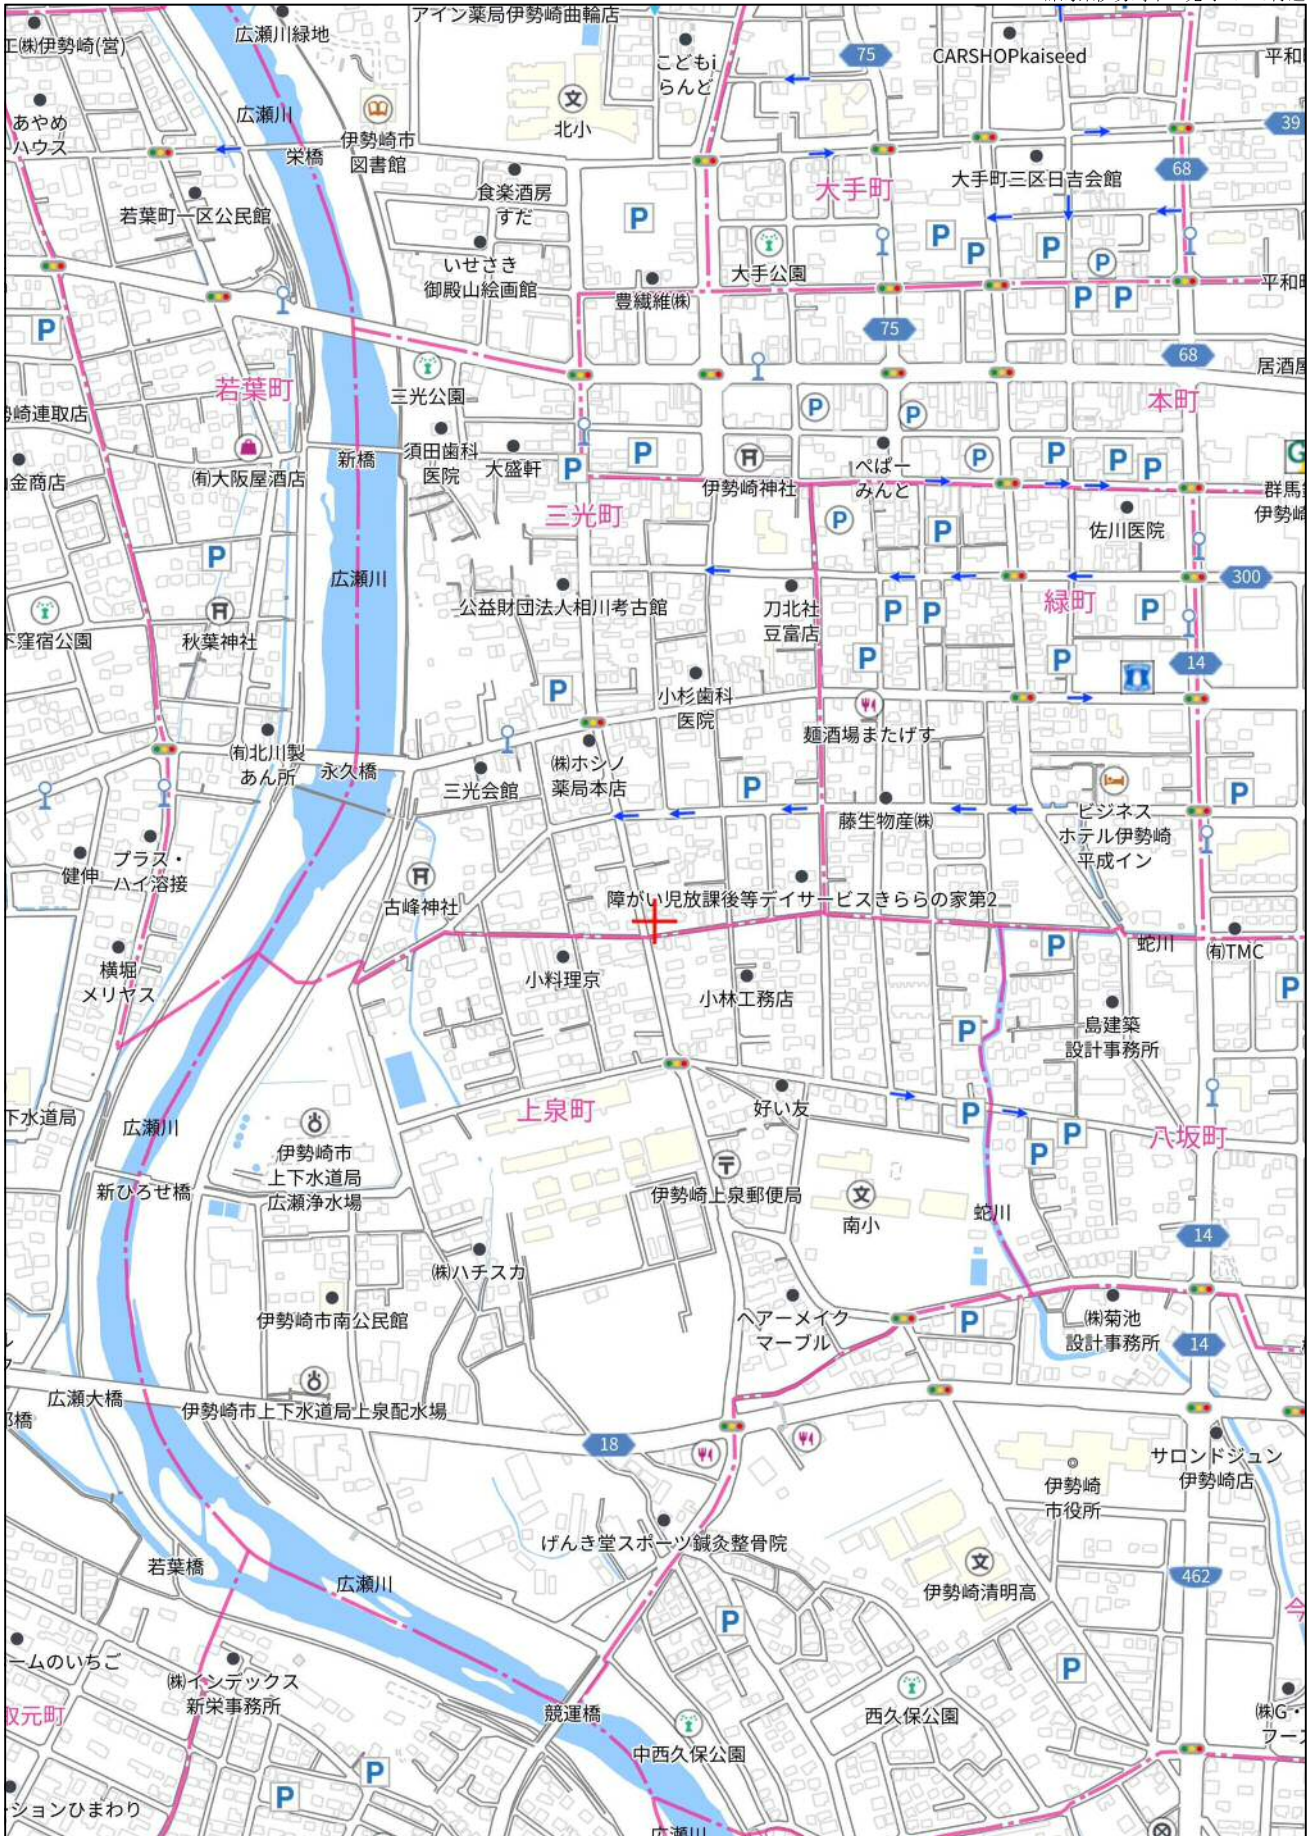 アイン薬局伊勢崎曲輪店
広瀬川緑地
工㈱伊勢崎(営)
こどもi
らんど
75
CARSHOPkaiseed
平和
あやめ
ハウス
広瀬川
伊勢崎市
図書館
北小
39
栄橋
食楽酒房
すだ
大手町
大手町三区日吉会館
68
若葉町一区公民館
P
いせさき
御殿山絵画館
大手公園
P
P
P
P
豊繊維㈱
平和
P
P
P
75
68
三光公園
居酒屋
若葉町
本町
勢崎連取店
P
P
新橋
須田歯科
医院
大盛軒
P
P
伊勢崎神社
ぺぱー
みんと
P
P
P
P
㈲大阪屋酒店
金商店
群馬
伊勢崎
三光町
P
P
佐川医院
P
広瀬川
公益財団法人相川考古館
刀北社
豆富店
300
緑町
P
P
P
秋葉神社
窪宿公園
P
P
14
P
小杉歯科
医院
麺酒場またげす
㈲北川製
あん所
永久橋
三光会館
㈱ホシノ
薬局本店
P
P
藤生物産㈱
ビジネス
ホテル伊勢崎
平成イン
プラス・
ハイ溶接
健伸
古峰神社
障がい児放課後等デイサービスきららの家第2
蛇川
㈲TMC
P
横堀
メリヤス
小料理京
小林工務店
P
P
島建築
設計事務所
上泉町
好い友
P
P
P
八坂町
下水道局
広瀬川
伊勢崎市
上下水道局
広瀬浄水場
新ひろせ橋
伊勢崎上泉郵便局
南小
蛇川
14
㈱ハチスカ
伊勢崎市南公民館
ヘアーメイク
マーブル
P
㈱菊池
設計事務所
14
広瀬大橋
橋
伊勢崎市上下水道局上泉配水場
18
伊勢崎
市役所
サロンドジュン
伊勢崎店
げんき堂スポーツ鍼灸整骨院
若葉橋
広瀬川
伊勢崎清明高
462
今
P
ームのいちご
㈱インデックス
新栄事務所
P
取元町
競運橋
西久保公園
㈱G・
フー
中西久保公園
P
P
ションひまわり
広瀬川